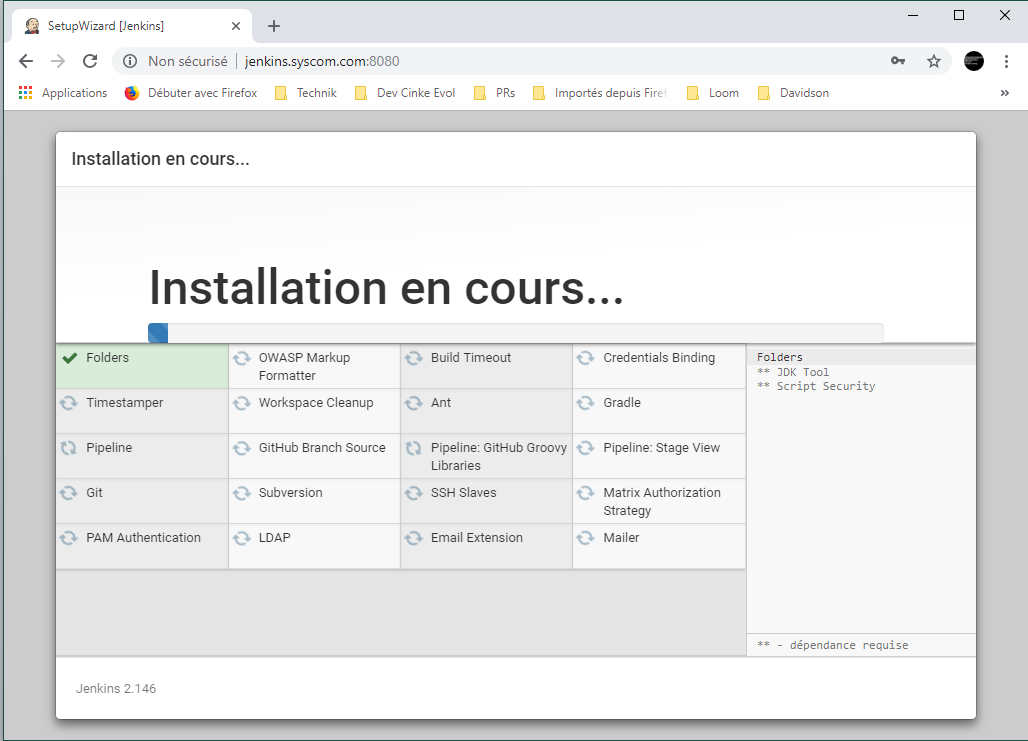 SetupWizard [Jenkins]
Non sécurisé | jenkins.syscom.com:8080
Applications Débuter avec Firefox Technik Dev Cinke Evol PRs Importés depuis Firef Loom Davidson »
Installation en cours...
Installation en cours...
Folders
OWASP Markup
Formatter
Build Timeout
Credentials Binding
Timestamper
Workspace Cleanup
Ant
Gradle
Pipeline
GitHub Branch Source
Pipeline: GitHub Groovy
Libraries
Pipeline: Stage View
Git
Subversion
SSH Slaves
Matrix Authorization
Strategy
PAM Authentication
LDAP
Email Extension
Mailer
Folders
** JDK Tool
** Script Security
** - dépendance requise
Jenkins 2.146